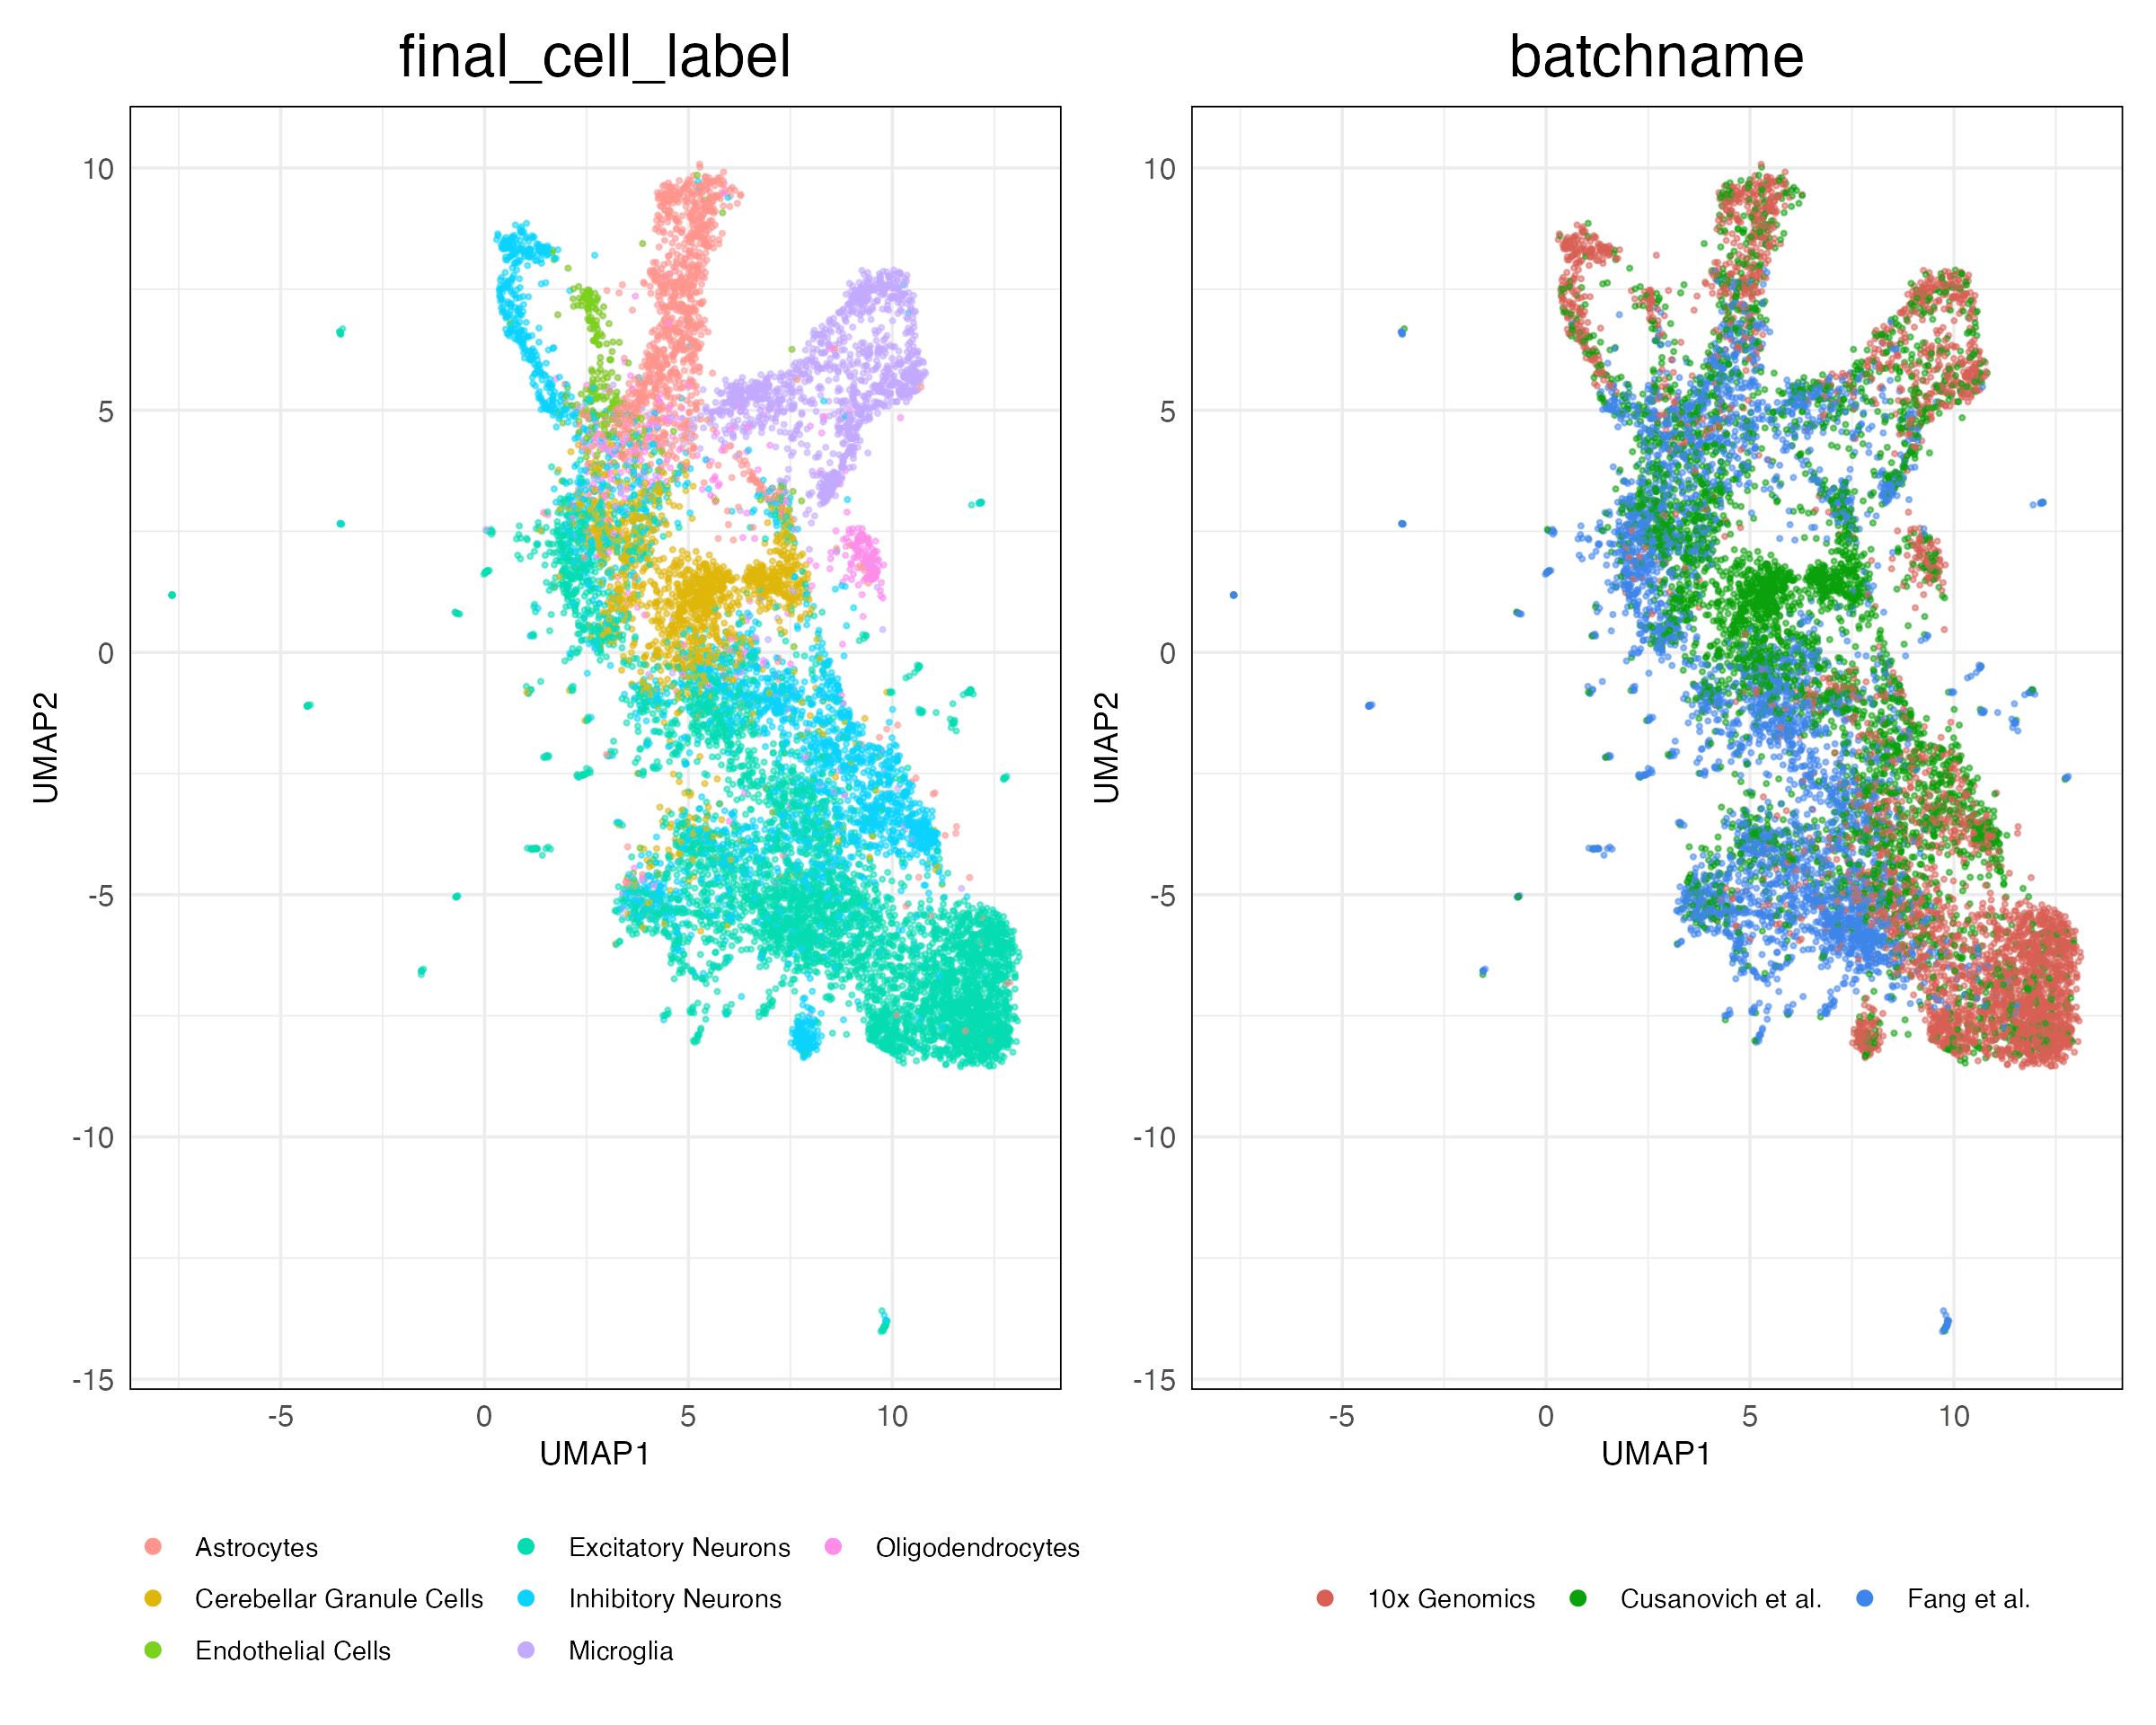 final_cell_label
batchname
10
5
0
-5
-10
-15
UMAP2
-5
0
5
10
UMAP1
10
5
0
-5
-10
-15
UMAP2
-5
0
5
10
UMAP1
Astrocytes
Cerebellar Granule Cells
Endothelial Cells
Excitatory Neurons
Inhibitory Neurons
Microglia
Oligodendrocytes
10x Genomics
Cusanovich et al.
Fang et al.